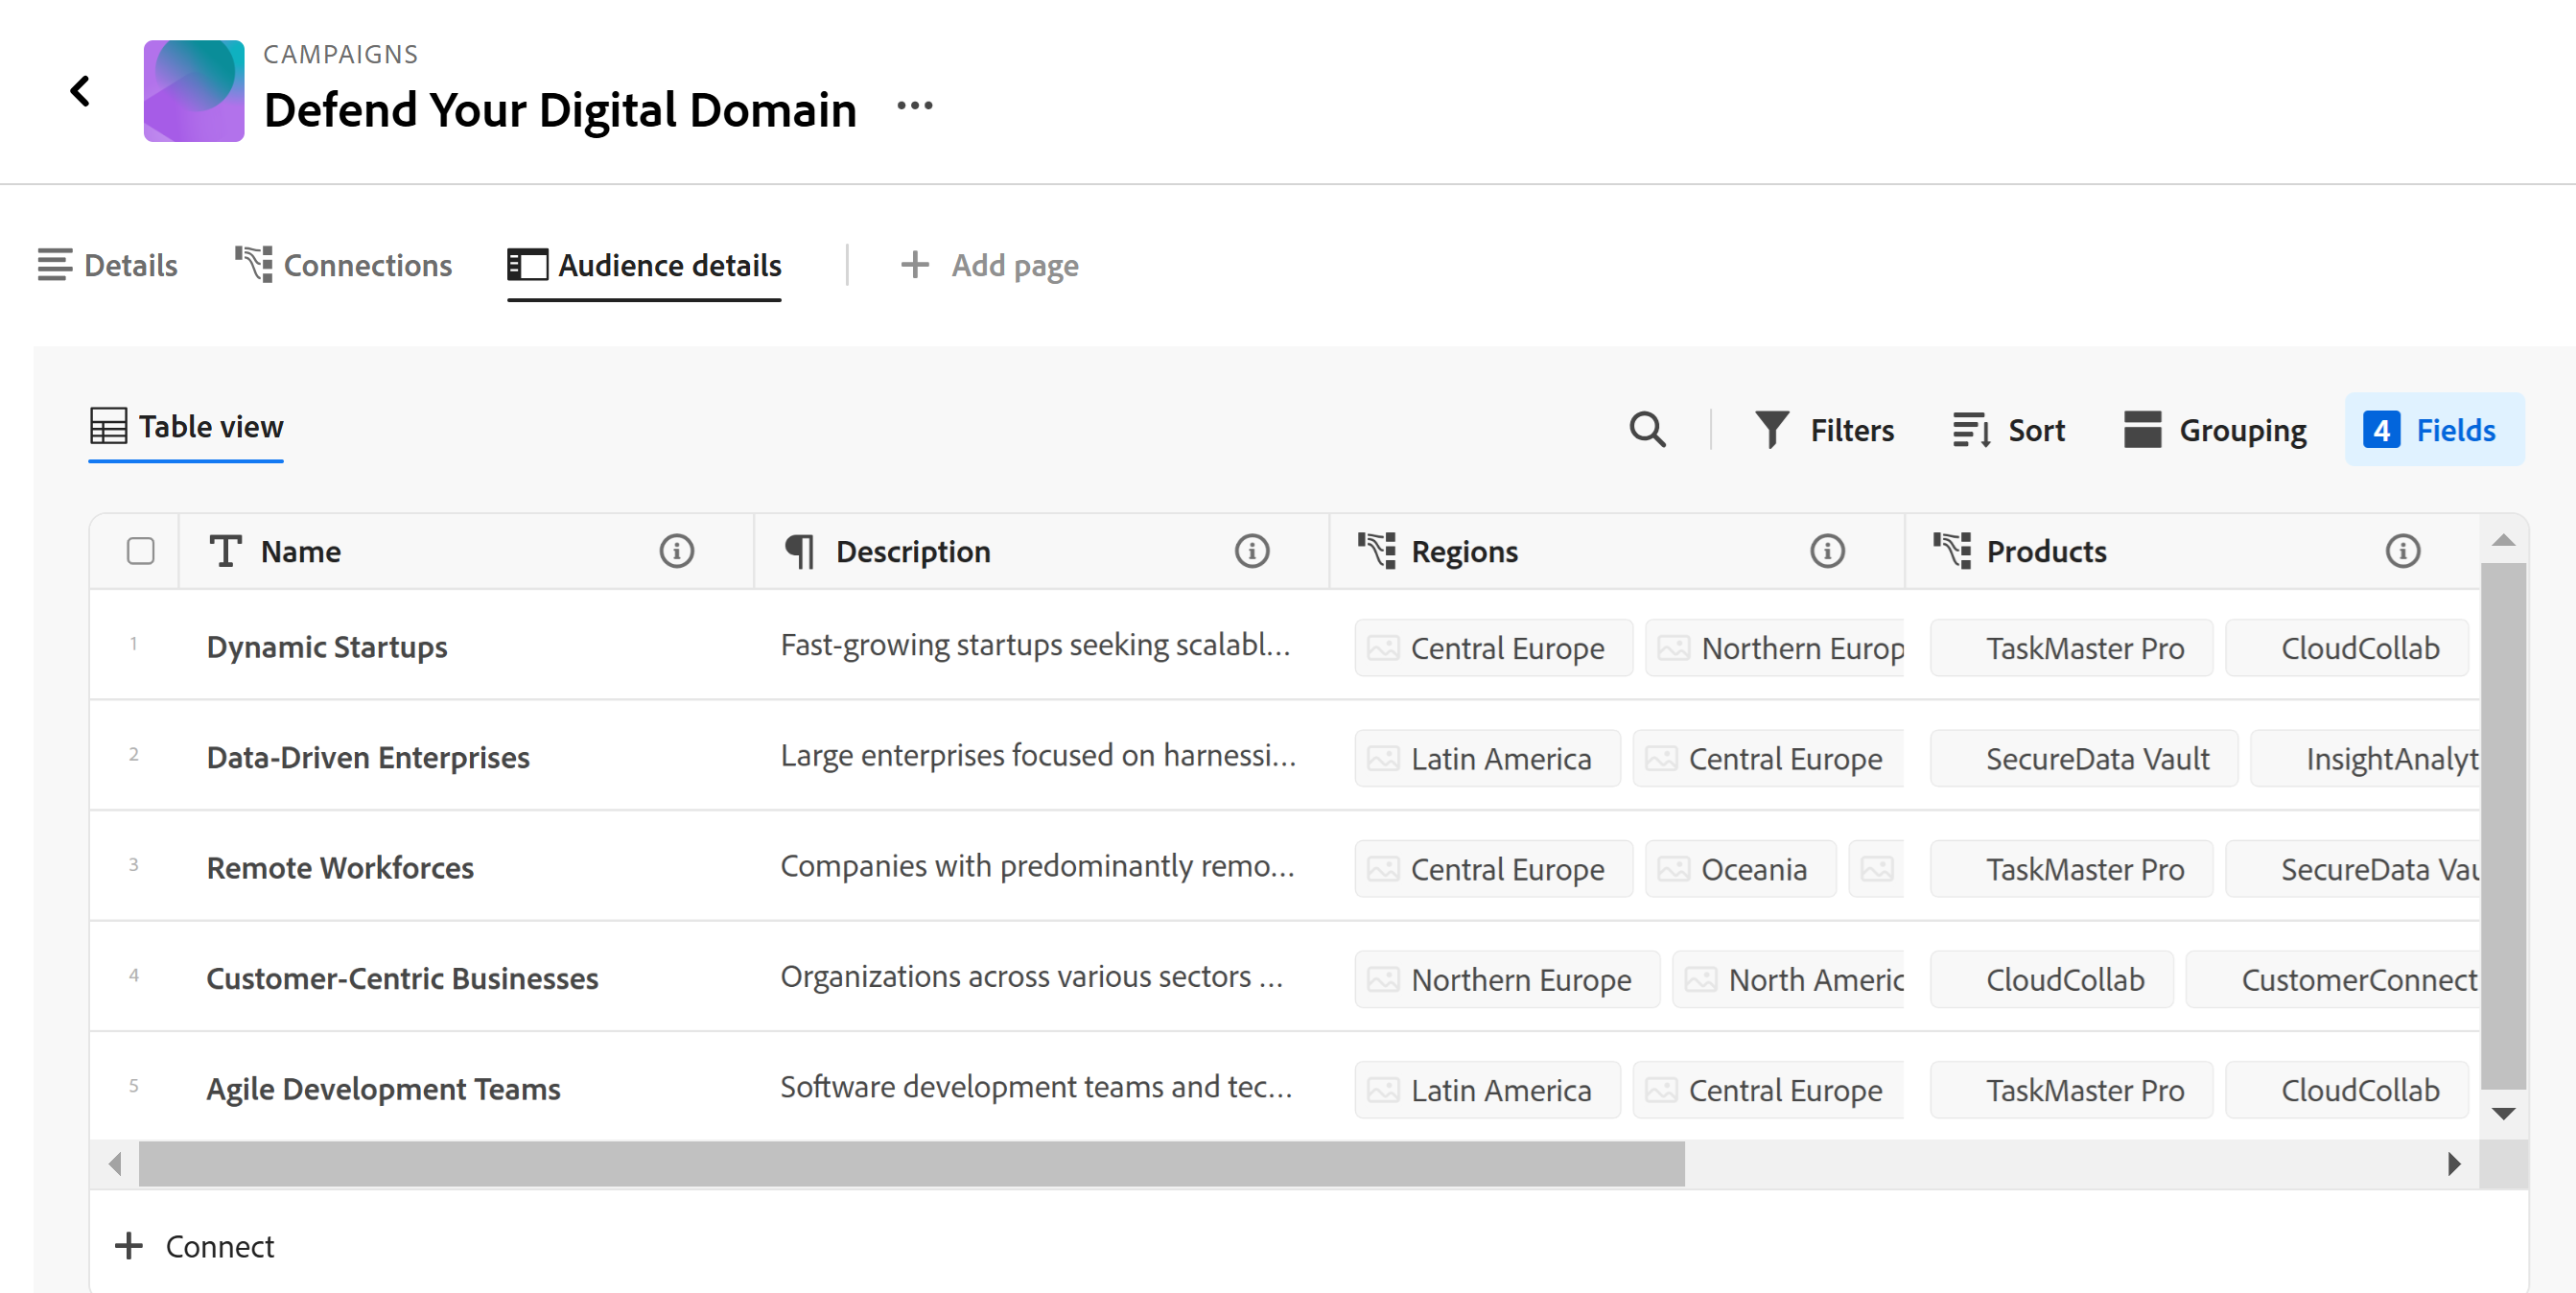 CAMPAIGNS
Defend Your Digital Domain ...
Details Connections Audience details + Add page
Table view Filters Sort Grouping 4 Fields
Name Description Regions Products
1 Dynamic Startups Fast-growing startups seeking scalabl... Central Europe Northern Europ TaskMaster Pro CloudCollab
2 Data-Driven Enterprises Large enterprises focused on harnessi... Latin America Central Europe SecureData Vault InsightAnalyt
3 Remote Workforces Companies with predominantly remo... Central Europe Oceania TaskMaster Pro SecureData Vau
4 Customer-Centric Businesses Organizations across various sectors ... Northern Europe North Americ CloudCollab CustomerConnect
5 Agile Development Teams Software development teams and tec... Latin America Central Europe TaskMaster Pro CloudCollab
+ Connect